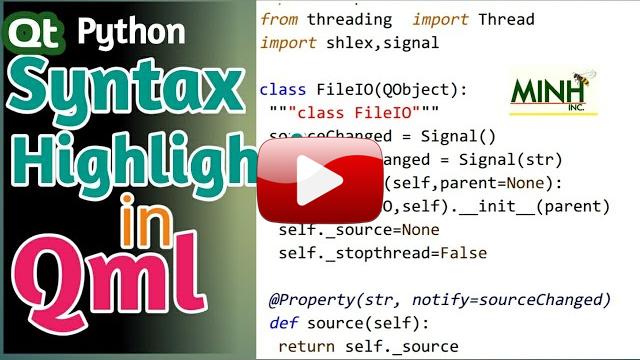 Qt Python
Syntax
Highligh
in
Qml
from threading import Thread
import shlex,signal
class FileIO(QObject):
"""class FileIO"""
MINH
INC.
= Signal()
anged = Signal(str)
(self,parent=None):
O,self).__init__(parent)
self._source=None
self._stopthread=False
@Property(str, notify=sourceChanged)
def source(self):
return self._source